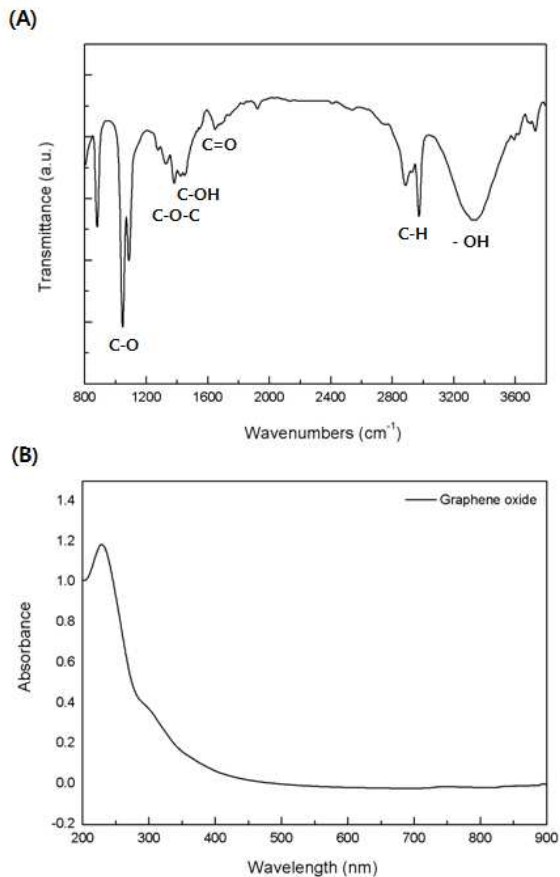 (A)
Transmittance (a.u.)
C=O
C-OH
C-O-C
C-H
- OH
C-O
800 1200 1600 2000 2400 2800 3200 3600
Wavenumbers (cm⁻¹)
(B)
Graphene oxide
Absorbance
1.4
1.2
1.0
0.8
0.6
0.4
0.2
0.0
-0.2
200 300 400 500 600 700 800 900
Wavelength (nm)